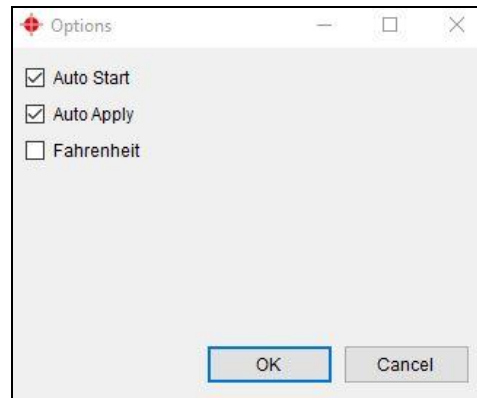 Options
Auto Start
Auto Apply
Fahrenheit
OK Cancel